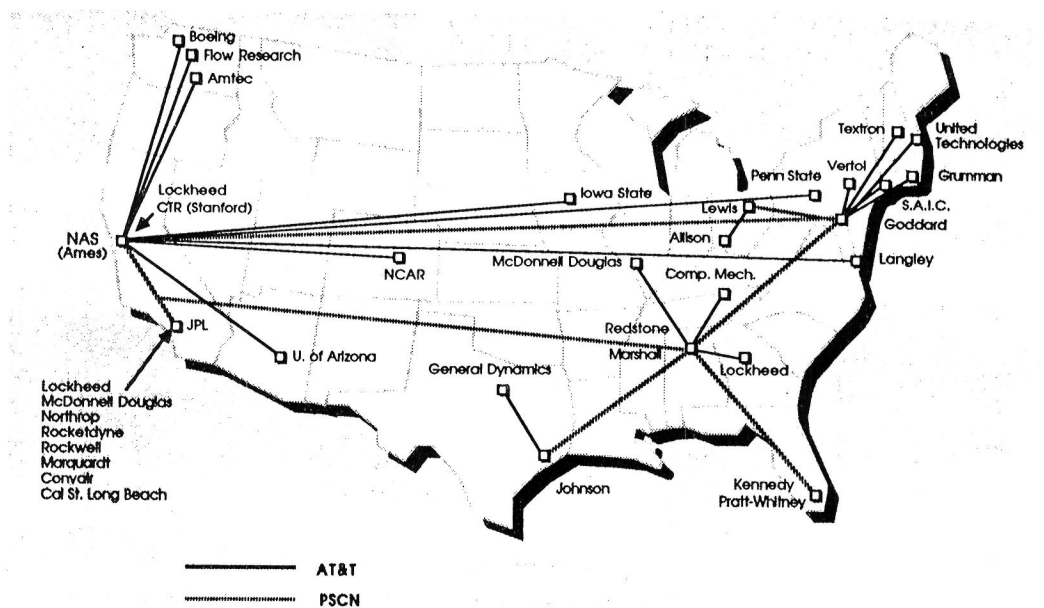 Boeing
Flow Research
Amtec
Textron
United
Technologies
Vertol
Penn State
Grumman
Lockheed
CTR (Stanford)
Iowa State
S.A.I.C.
Lewis
Goddard
NAS
(Ames)
Allison
NCAR
McDonnell Douglas
Langley
Comp. Mech.
JPL
Redstone
Marshall
U. of Arizona
General Dynamics
Lockheed
Lockheed
McDonnell Douglas
Northrop
Rocketdyne
Rockwell
Marquardt
Convair
Cal St. Long Beach
Johnson
Kennedy
Pratt-Whitney
AT&T
PSCN